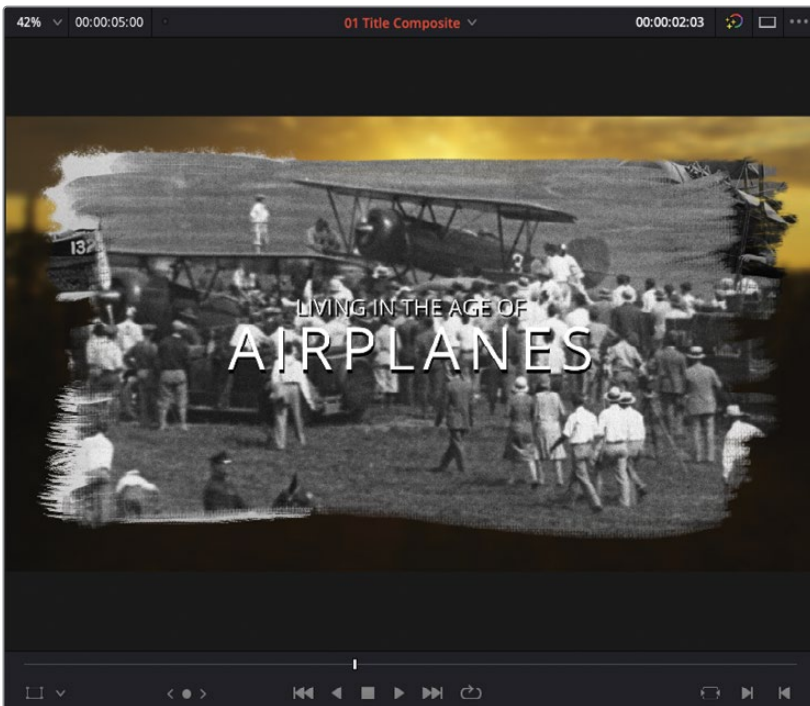 42% 00:00:05:00 01 Title Composite 00:00:02:03
132
3
LIVING IN THE AGE OF
AIRPLANES